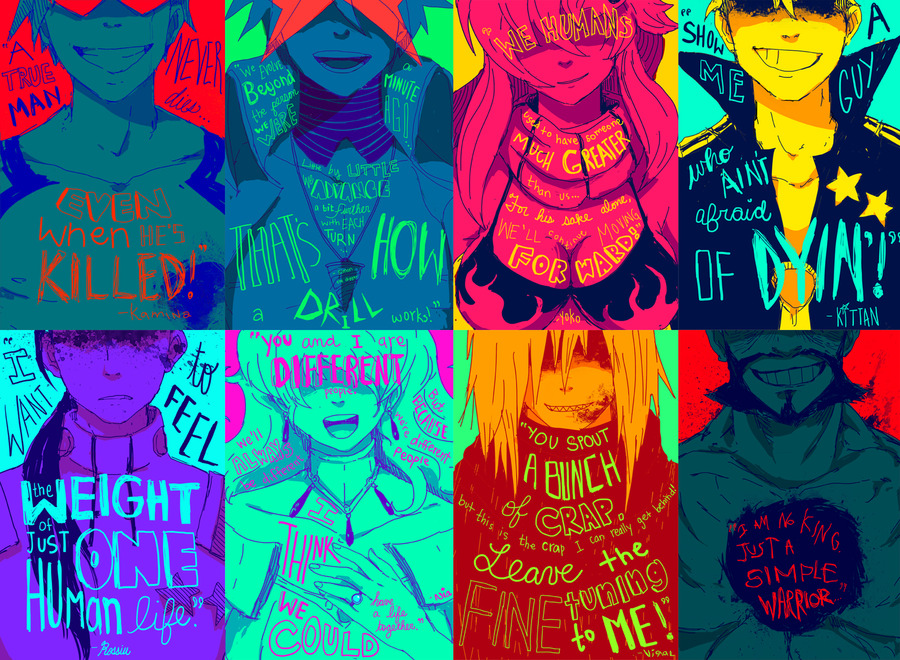 "A
TRUE
MAN
NEVER
dies...
EVEN
when HE'S
KILLED!"
-Kamina
"We Evolve
Beyond
the person
we
WERE
a
MINUTE
AGO!...
Little by LITTLE
we
ADVANCE
a bit further
with EACH
TURN
THAT'S
HOW
a DRILL works!"
"WE HUMANS
used to have someone
MUCH GREATER
than us...
"For his sake alone,
WE'LL continue MOVING
FORWARD!"
-Yoko
"SHOW
ME
A
GUY
who
AIN'T
afraid
OF DYIN'!"
-KITTAN
"I
WANT
to
FEEL
the
WEIGHT
of
JUST ONE
HUMAN life."
-Rossiu
"you and I are
DIFFERENT
people
But
BECAUSE
we're different
people
we'll
ALWAYS
be different
I
THINK
WE
COULD
have
a life
together."
-Nia
"YOU SPOUT
A BUNCH
of CRAP.
but this is the crap I can really get behind!
Leave the
FINE tuning
to ME!"
-Viral
"I AM NO KING,
JUST A
SIMPLE
WARRIOR."